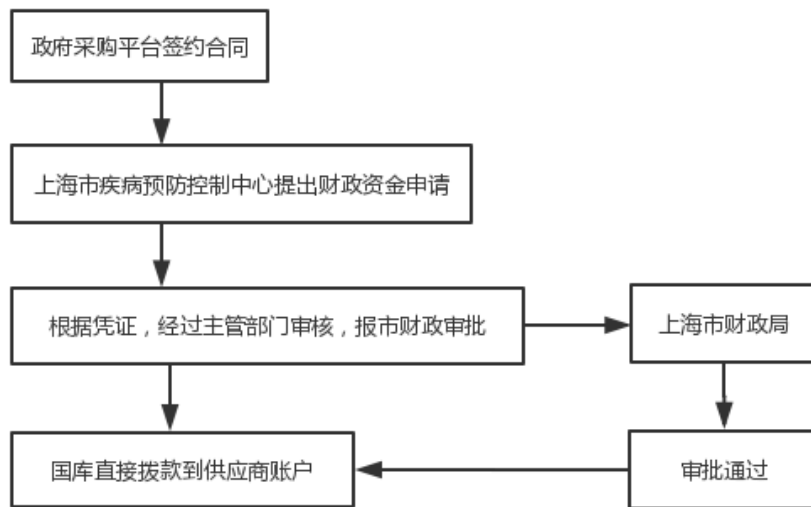 政府采购平台签约合同
上海市疾病预防控制中心提出财政资金申请
根据凭证，经过主管部门审核，报市财政审批
上海市财政局
国库直接拨款到供应商账户
审批通过